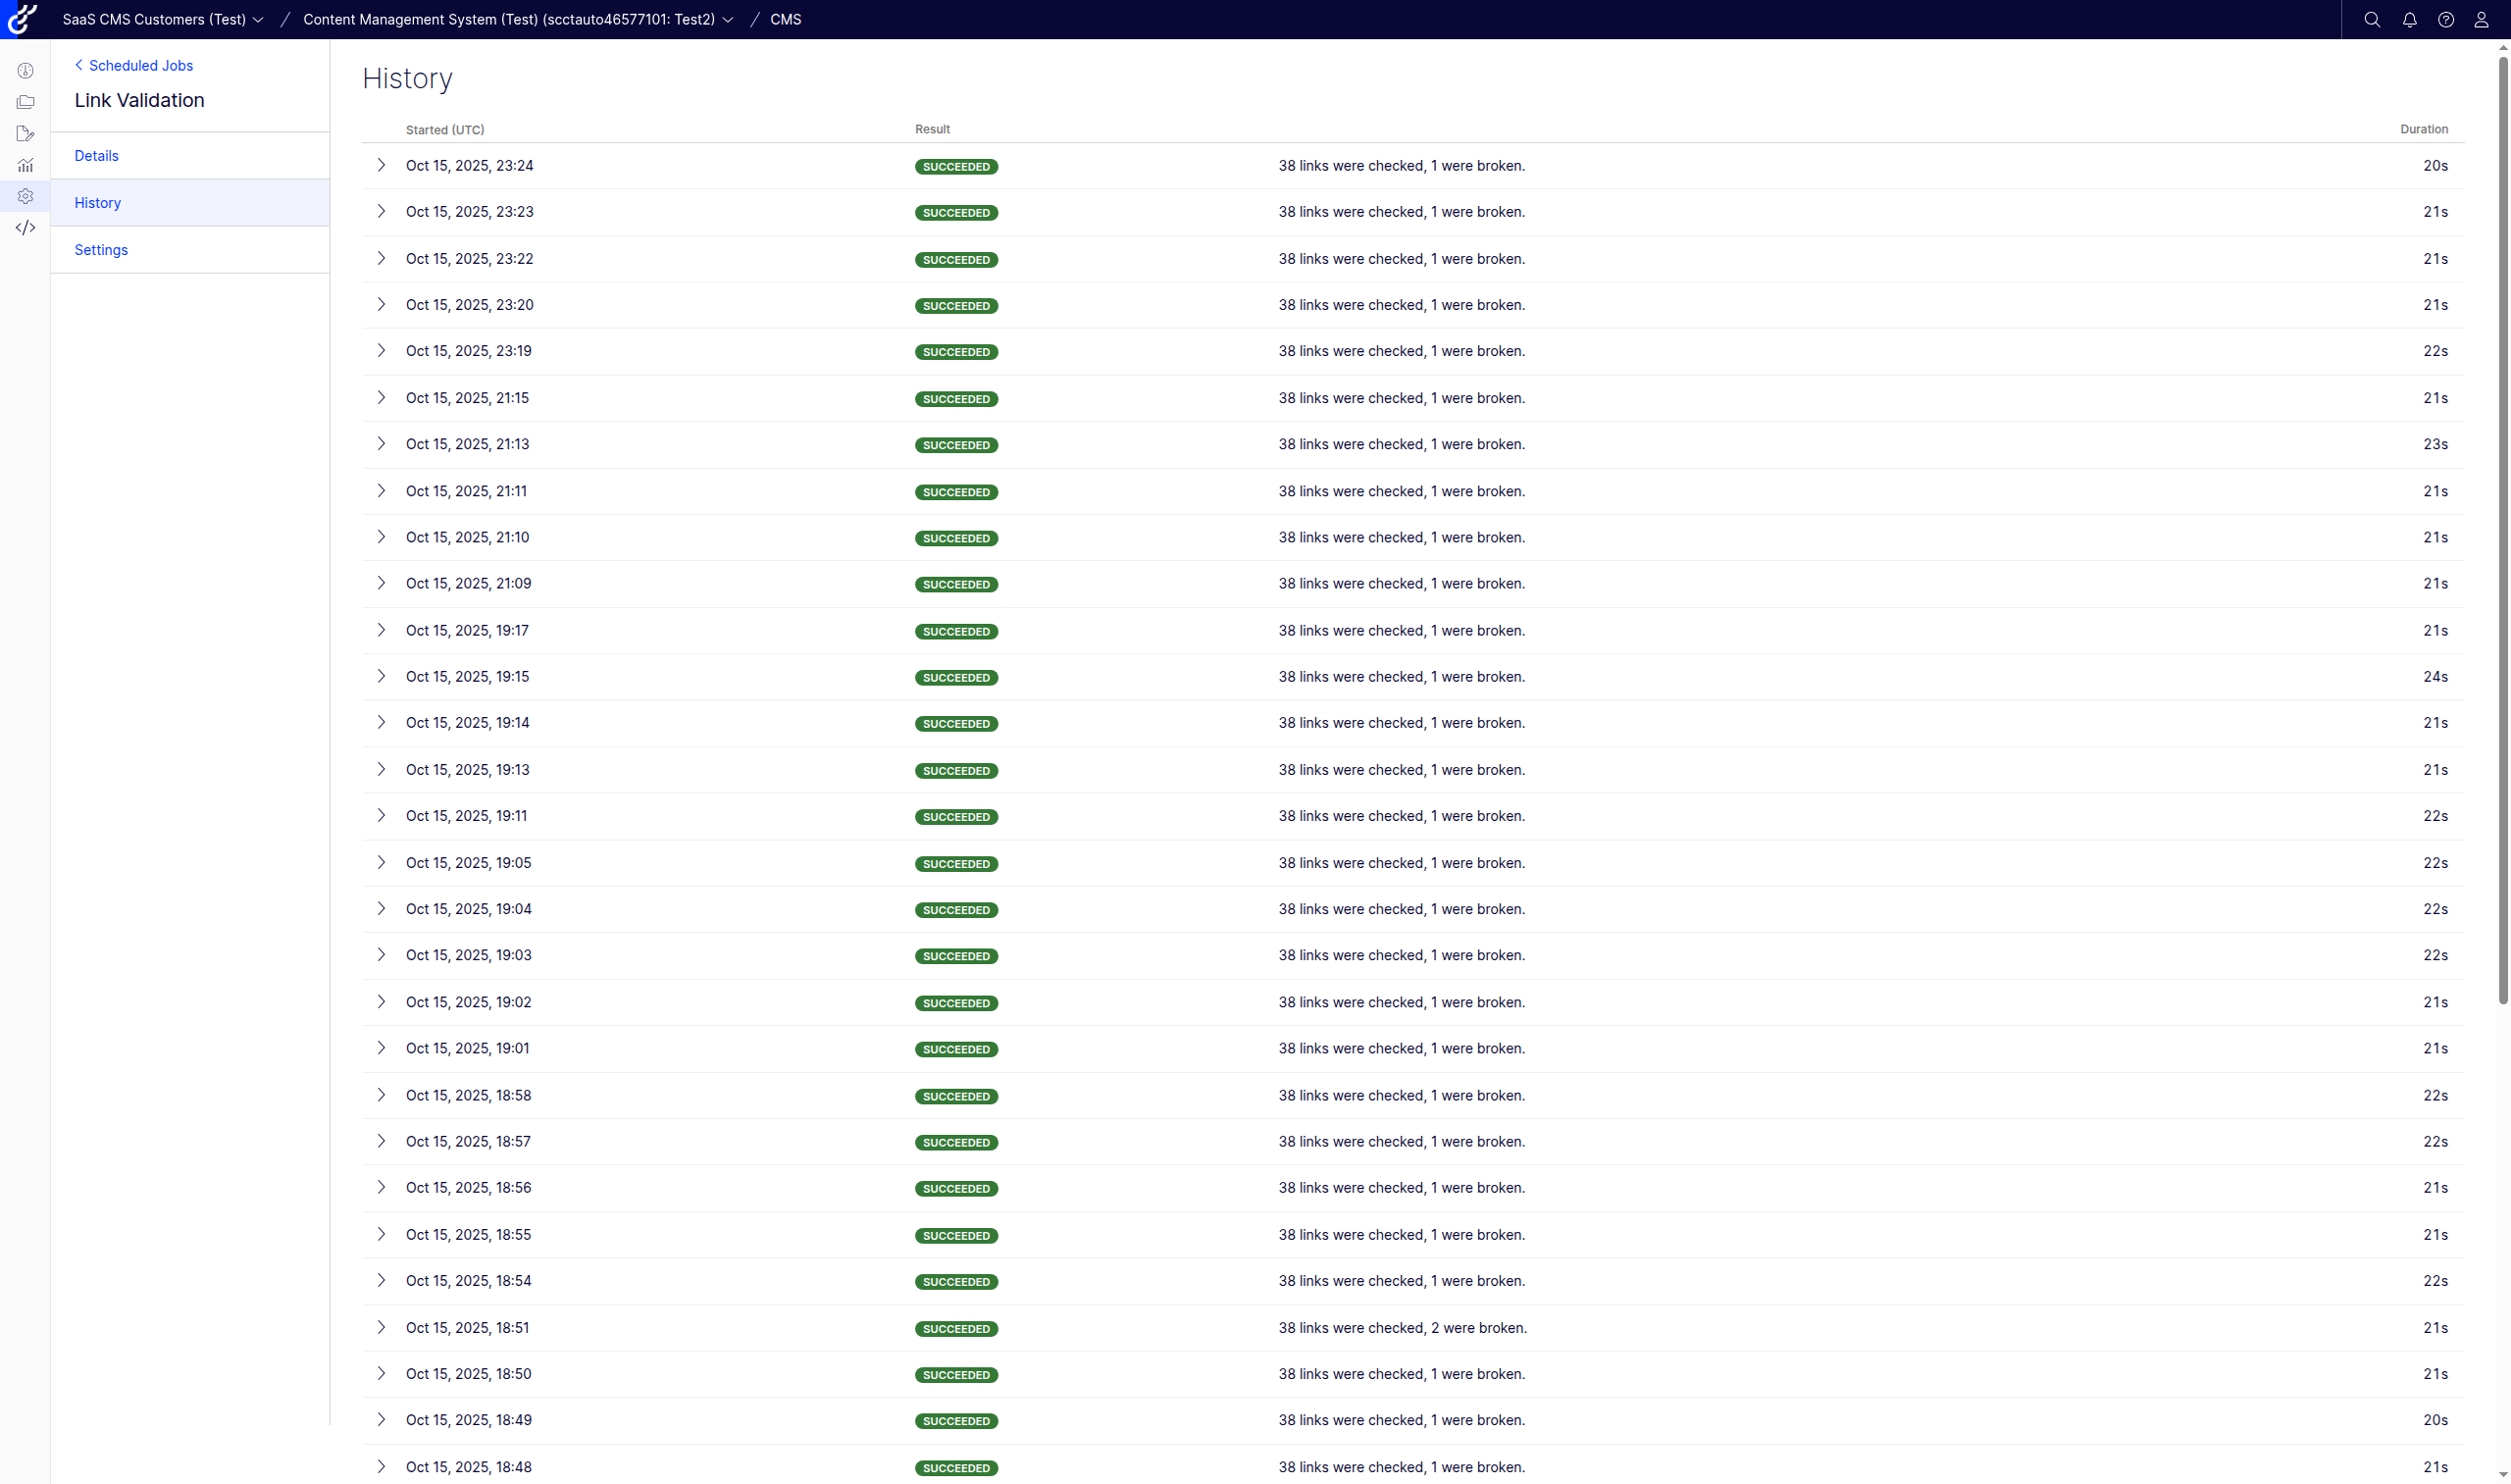 SaaS CMS Customers (Test) / Content Management System (Test) (scctauto46577101: Test2) / CMS
Scheduled Jobs
Link Validation
Details
History
Settings
History
Started (UTC) Result Duration
Oct 15, 2025, 23:24 SUCCEEDED 38 links were checked, 1 were broken. 20s
Oct 15, 2025, 23:23 SUCCEEDED 38 links were checked, 1 were broken. 21s
Oct 15, 2025, 23:22 SUCCEEDED 38 links were checked, 1 were broken. 21s
Oct 15, 2025, 23:20 SUCCEEDED 38 links were checked, 1 were broken. 21s
Oct 15, 2025, 23:19 SUCCEEDED 38 links were checked, 1 were broken. 22s
Oct 15, 2025, 21:15 SUCCEEDED 38 links were checked, 1 were broken. 21s
Oct 15, 2025, 21:13 SUCCEEDED 38 links were checked, 1 were broken. 23s
Oct 15, 2025, 21:11 SUCCEEDED 38 links were checked, 1 were broken. 21s
Oct 15, 2025, 21:10 SUCCEEDED 38 links were checked, 1 were broken. 21s
Oct 15, 2025, 21:09 SUCCEEDED 38 links were checked, 1 were broken. 21s
Oct 15, 2025, 19:17 SUCCEEDED 38 links were checked, 1 were broken. 21s
Oct 15, 2025, 19:15 SUCCEEDED 38 links were checked, 1 were broken. 24s
Oct 15, 2025, 19:14 SUCCEEDED 38 links were checked, 1 were broken. 21s
Oct 15, 2025, 19:13 SUCCEEDED 38 links were checked, 1 were broken. 21s
Oct 15, 2025, 19:11 SUCCEEDED 38 links were checked, 1 were broken. 22s
Oct 15, 2025, 19:05 SUCCEEDED 38 links were checked, 1 were broken. 22s
Oct 15, 2025, 19:04 SUCCEEDED 38 links were checked, 1 were broken. 22s
Oct 15, 2025, 19:03 SUCCEEDED 38 links were checked, 1 were broken. 22s
Oct 15, 2025, 19:02 SUCCEEDED 38 links were checked, 1 were broken. 21s
Oct 15, 2025, 19:01 SUCCEEDED 38 links were checked, 1 were broken. 21s
Oct 15, 2025, 18:58 SUCCEEDED 38 links were checked, 1 were broken. 22s
Oct 15, 2025, 18:57 SUCCEEDED 38 links were checked, 1 were broken. 22s
Oct 15, 2025, 18:56 SUCCEEDED 38 links were checked, 1 were broken. 21s
Oct 15, 2025, 18:55 SUCCEEDED 38 links were checked, 1 were broken. 21s
Oct 15, 2025, 18:54 SUCCEEDED 38 links were checked, 1 were broken. 22s
Oct 15, 2025, 18:51 SUCCEEDED 38 links were checked, 2 were broken. 21s
Oct 15, 2025, 18:50 SUCCEEDED 38 links were checked, 1 were broken. 21s
Oct 15, 2025, 18:49 SUCCEEDED 38 links were checked, 1 were broken. 20s
Oct 15, 2025, 18:48 SUCCEEDED 38 links were checked, 1 were broken. 21s